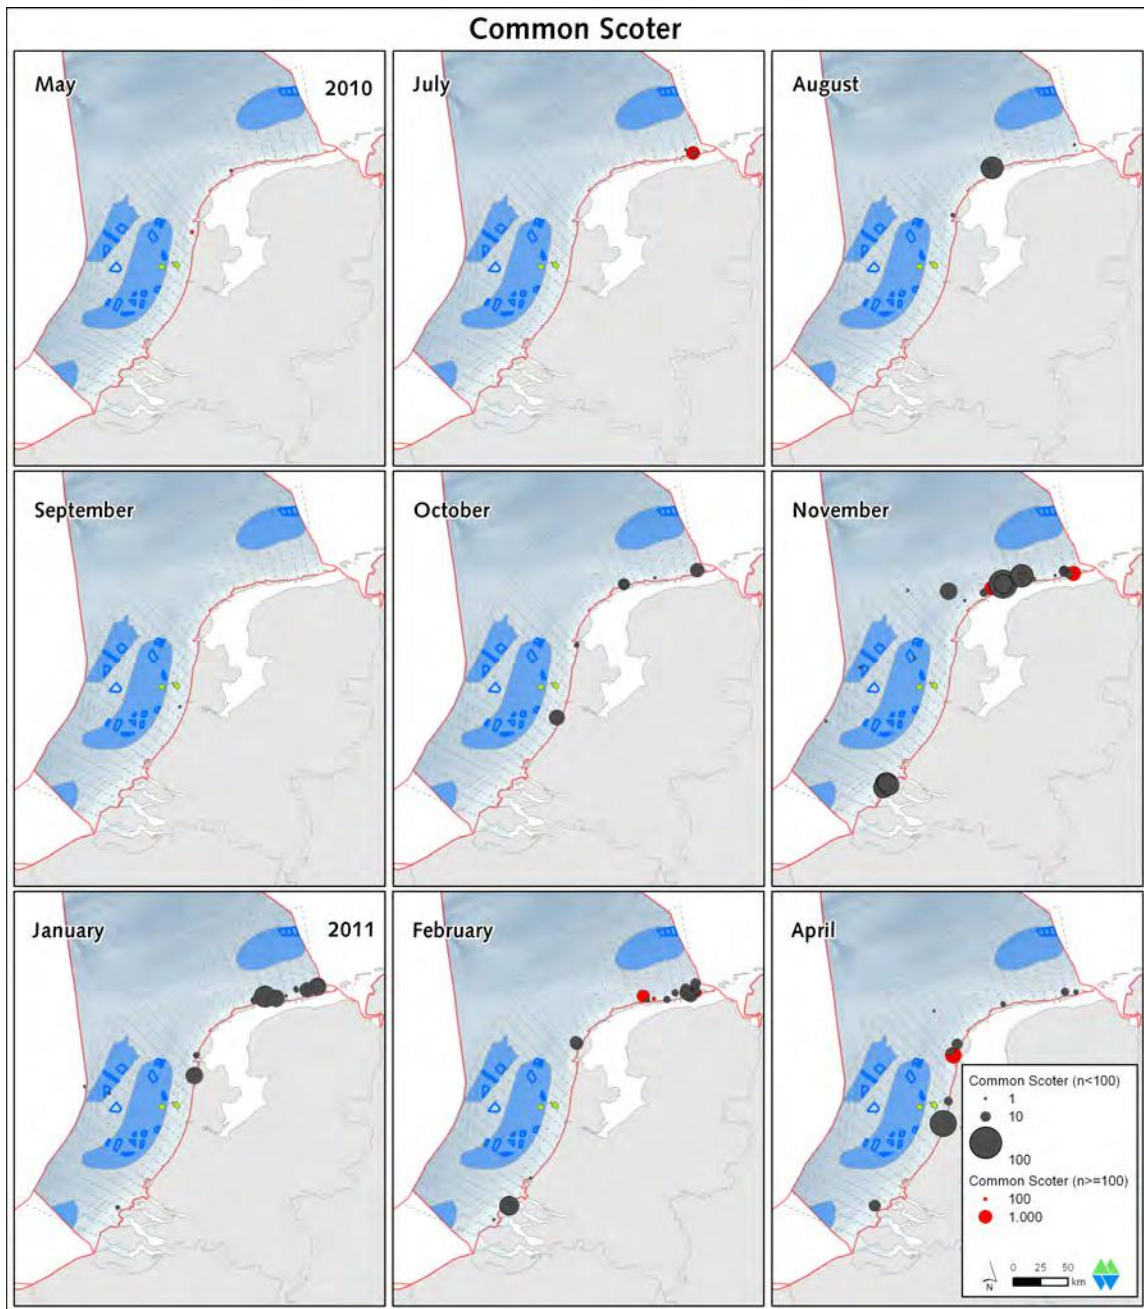 Common Scoter
May 2010
July
August
September
October
November
January 2011
February
April
Common Scoter (n<100)
1
10
100
Common Scoter (n>=100)
100
1.000
0 25 50
km
N